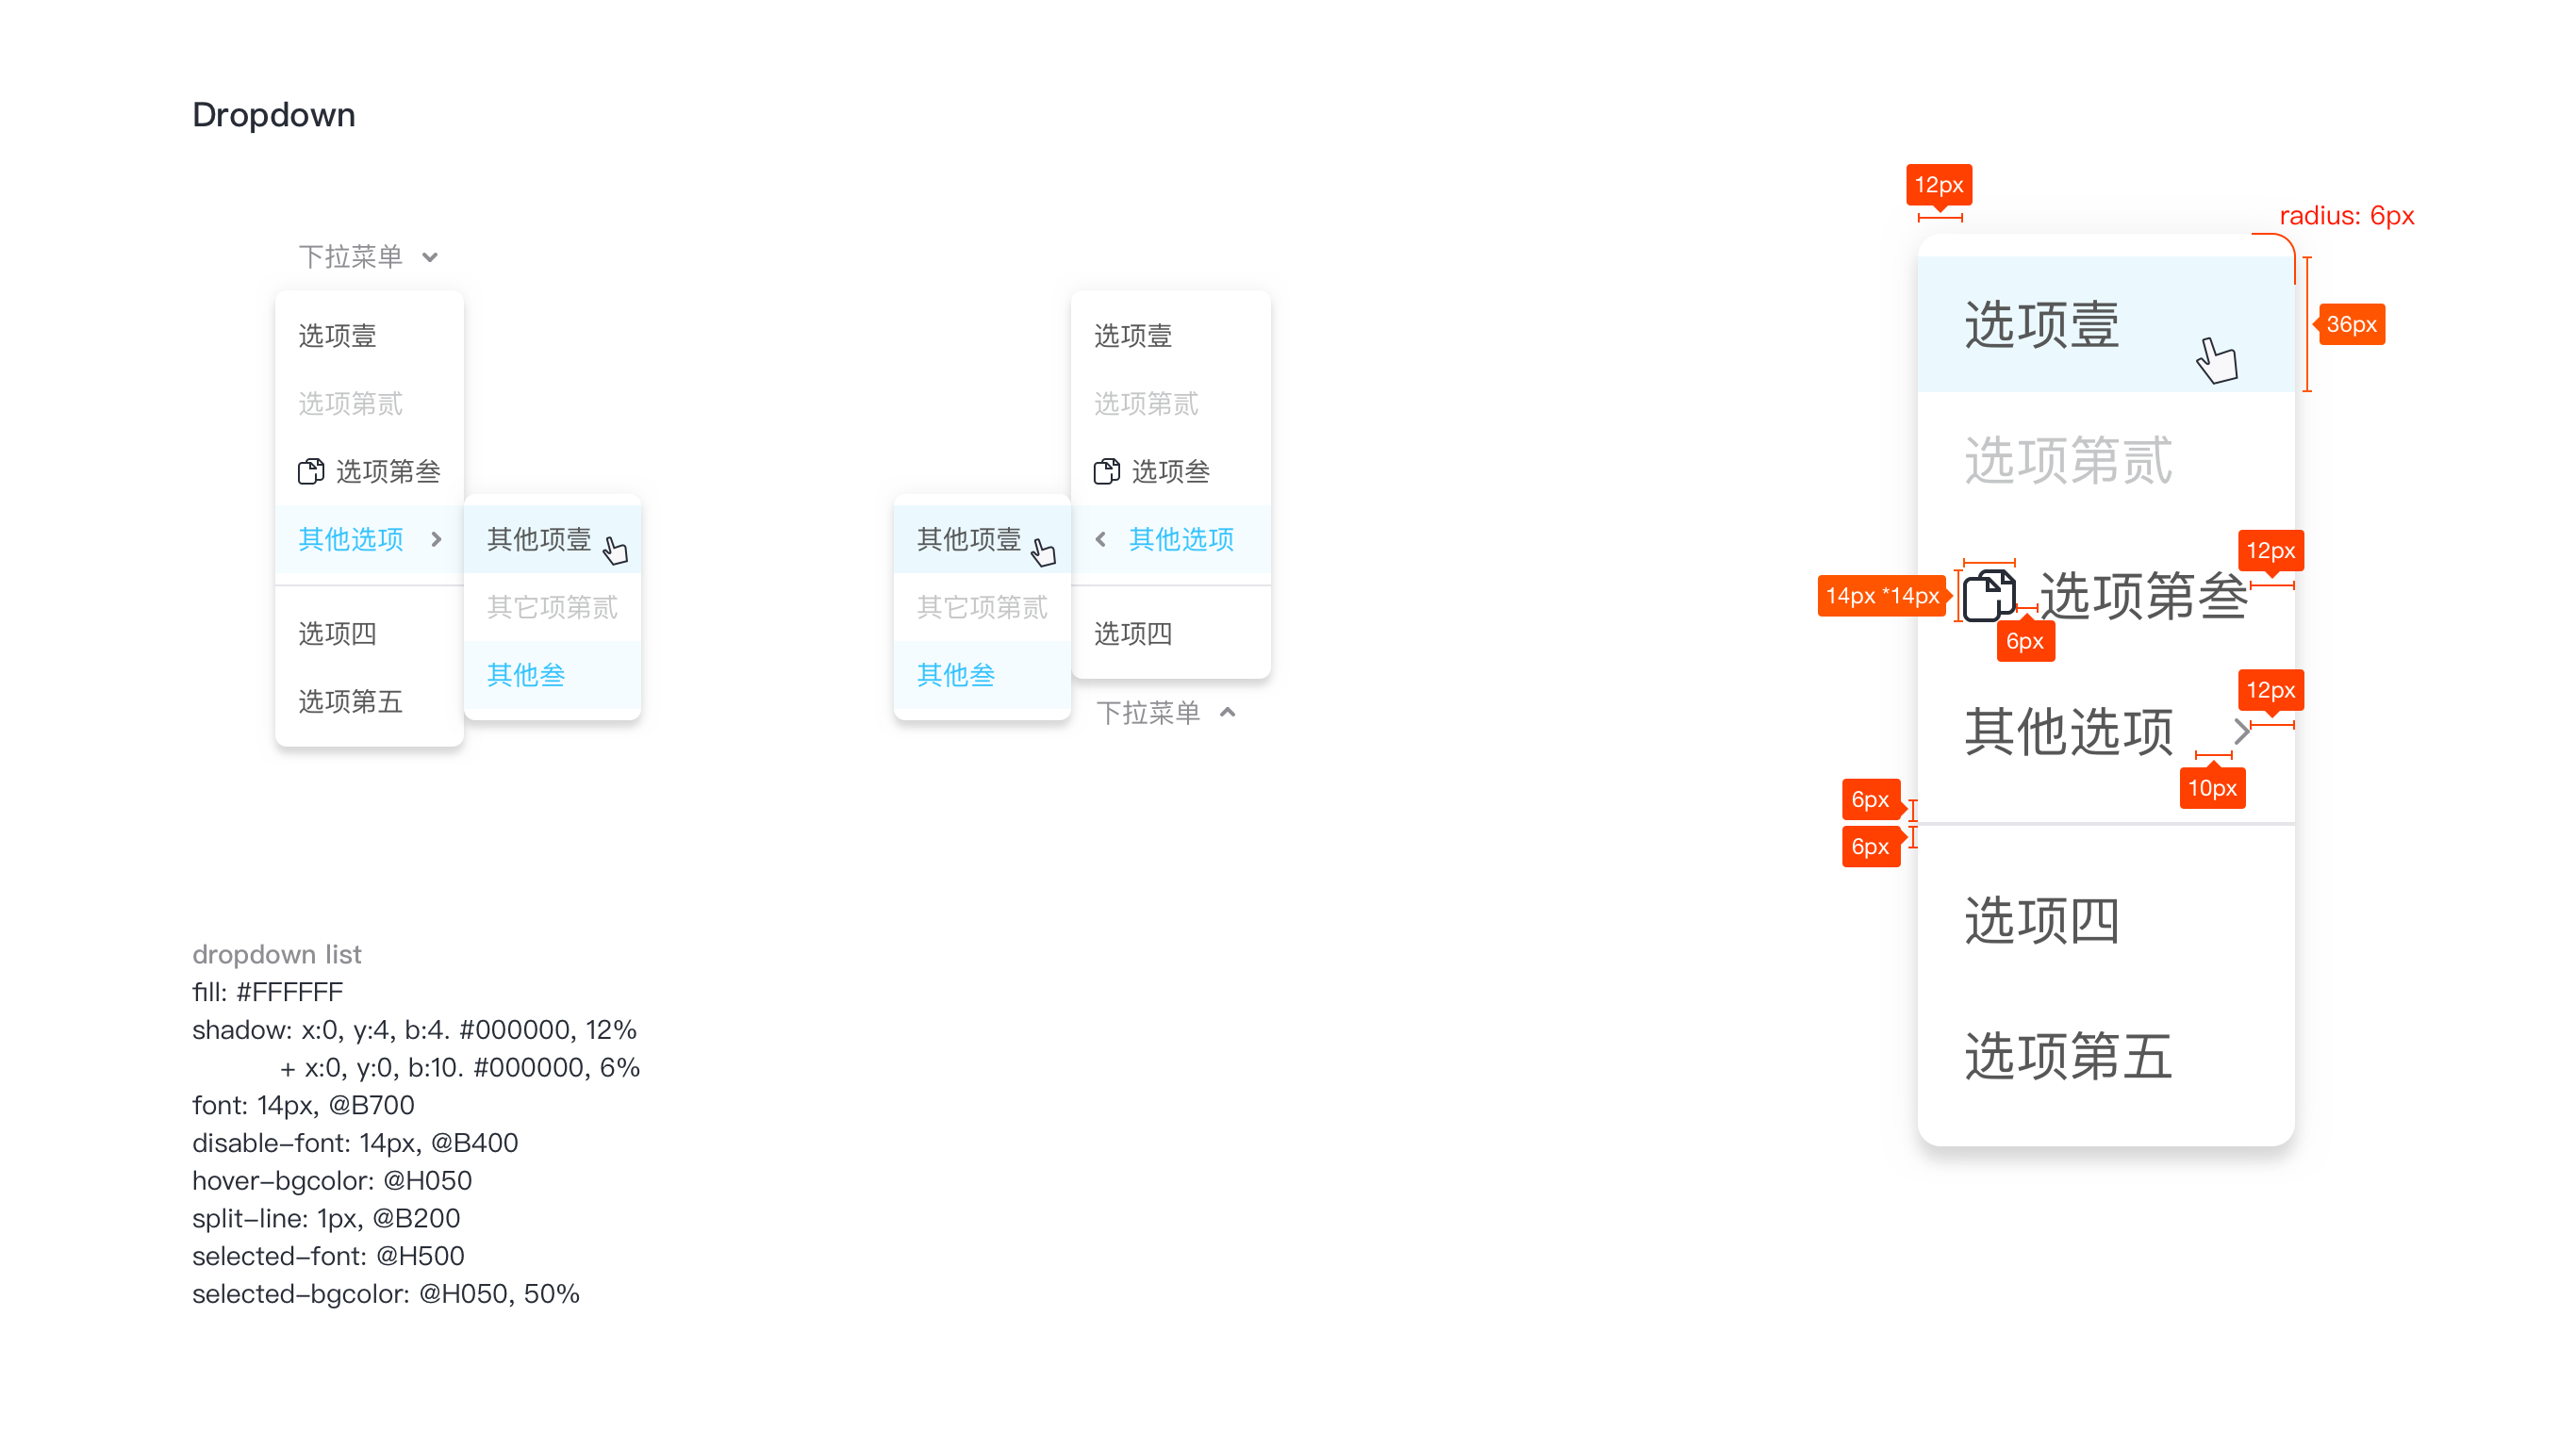 Dropdown
下拉菜单
选项壹
选项第贰
选项第叁
其他选项
选项四
选项第五
其他项壹
其它项第贰
其他叁
选项壹
选项第贰
选项叁
其他选项
选项四
下拉菜单
其他项壹
其它项第贰
其他叁
12px
radius: 6px
选项壹
36px
选项第贰
12px
14px *14px
选项第叁
6px
12px
其他选项
10px
6px
6px
选项四
选项第五
dropdown list
fill: #FFFFFF
shadow: x:0, y:4, b:4. #000000, 12%
+ x:0, y:0, b:10. #000000, 6%
font: 14px, @B700
disable-font: 14px, @B400
hover-bgcolor: @H050
split-line: 1px, @B200
selected-font: @H500
selected-bgcolor: @H050, 50%